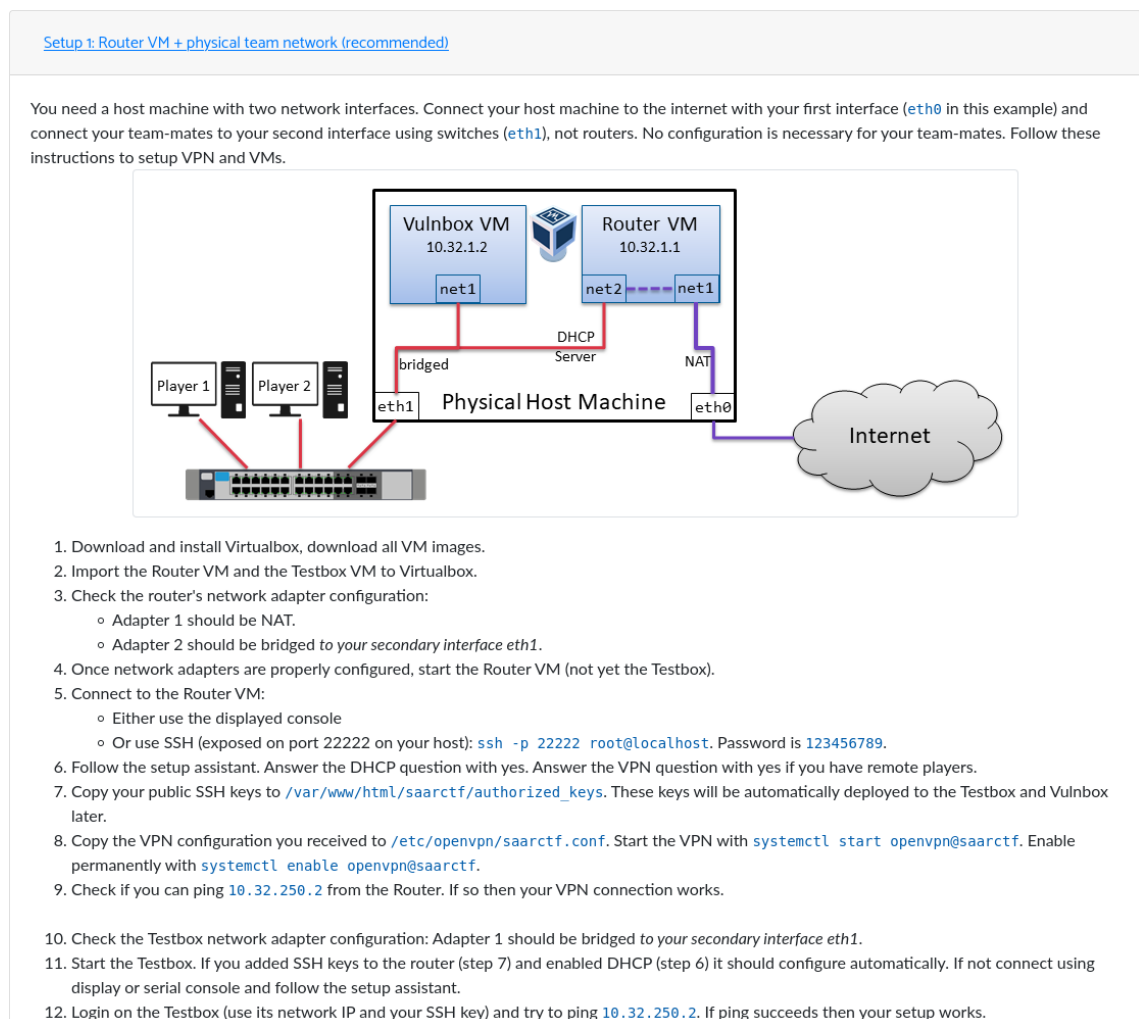 Setup 1: Router VM + physical team network (recommended)
You need a host machine with two network interfaces. Connect your host machine to the internet with your first interface (eth0 in this example) and
connect your team-mates to your second interface using switches (eth1), not routers. No configuration is necessary for your team-mates. Follow these
instructions to setup VPN and VMs.
Vulnbox VM
10.32.1.2
net1
Router VM
10.32.1.1
net2
net1
DHCP
Server
bridged
NAT
Player 1
Player 2
eth1
Physical Host Machine
eth0
Internet
1. Download and install Virtualbox, download all VM images.
2. Import the Router VM and the Testbox VM to Virtualbox.
3. Check the router's network adapter configuration:
Adapter 1 should be NAT.
Adapter 2 should be bridged to your secondary interface eth1.
4. Once network adapters are properly configured, start the Router VM (not yet the Testbox).
5. Connect to the Router VM:
Either use the displayed console
Or use SSH (exposed on port 22222 on your host): ssh -p 22222 root@localhost. Password is 123456789.
6. Follow the setup assistant. Answer the DHCP question with yes. Answer the VPN question with yes if you have remote players.
7. Copy your public SSH keys to /var/www/html/saarctf/authorized_keys. These keys will be automatically deployed to the Testbox and Vulnbox
later.
8. Copy the VPN configuration you received to /etc/openvpn/saarctf.conf. Start the VPN with systemctl start openvpn@saarctf. Enable
permanently with systemctl enable openvpn@saarctf.
9. Check if you can ping 10.32.250.2 from the Router. If so then your VPN connection works.
10. Check the Testbox network adapter configuration: Adapter 1 should be bridged to your secondary interface eth1.
11. Start the Testbox. If you added SSH keys to the router (step 7) and enabled DHCP (step 6) it should configure automatically. If not connect using
display or serial console and follow the setup assistant.
12. Login on the Testbox (use its network IP and your SSH key) and try to ping 10.32.250.2. If ping succeeds then your setup works.